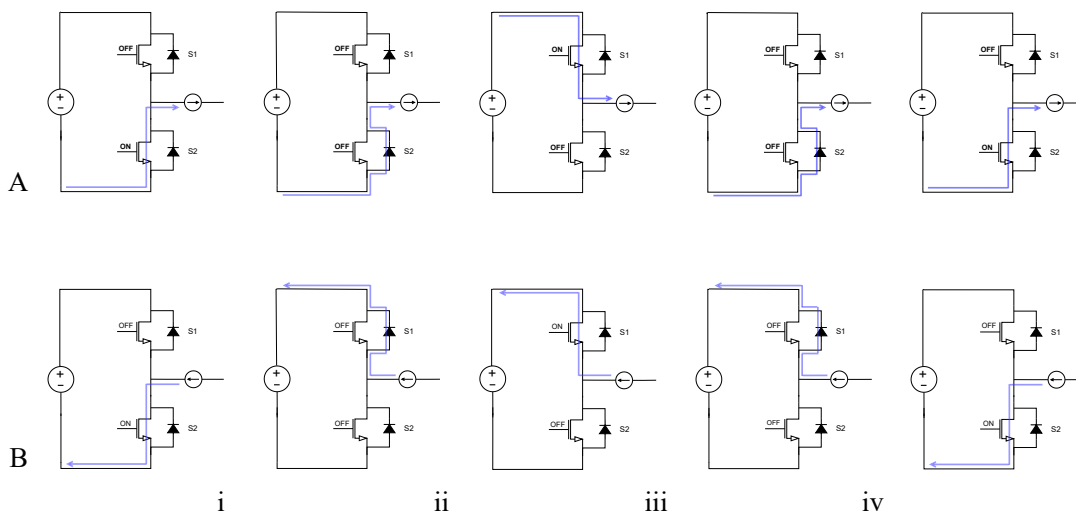 OFF S1 OFF S1 ON S1 OFF S1 OFF S1
+ + + + +
− − − − −
ON S2 OFF S2 OFF S2 OFF S2 ON S2
A
OFF S1 OFF S1 ON S1 OFF S1 OFF S1
+ + + + +
− − − − −
ON S2 OFF S2 OFF S2 OFF S2 ON S2
B
i ii iii iv